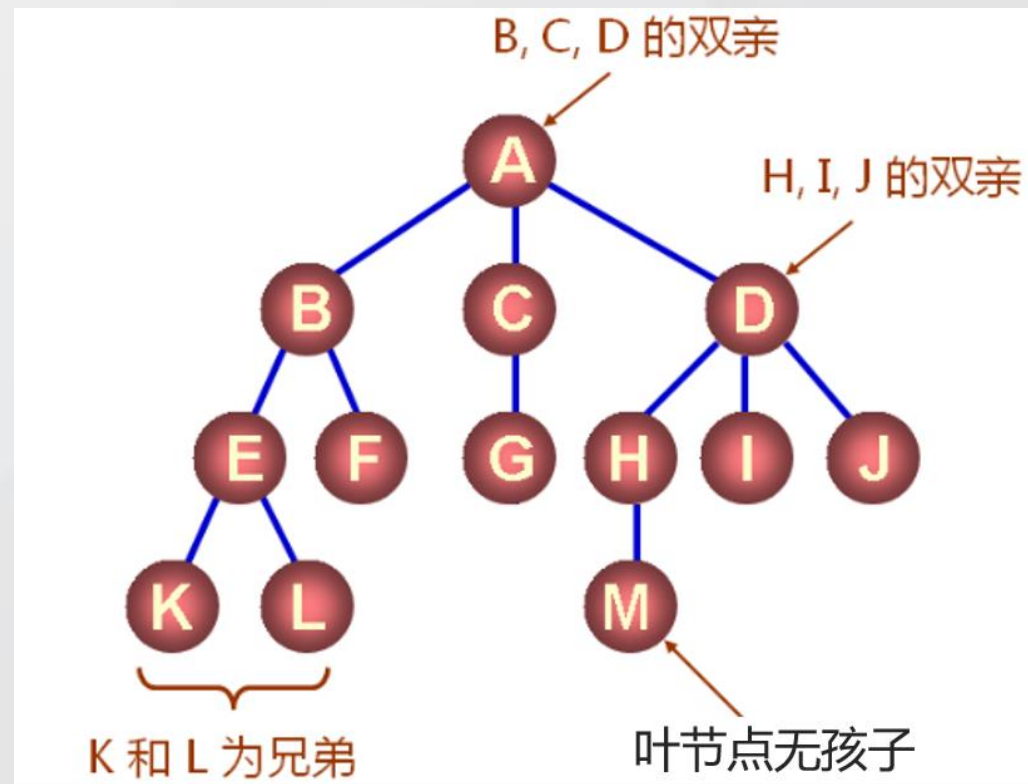 B, C, D 的双亲
A
H, I, J 的双亲
B C D
E F G H I J
K L M
K 和 L 为兄弟
叶节点无孩子